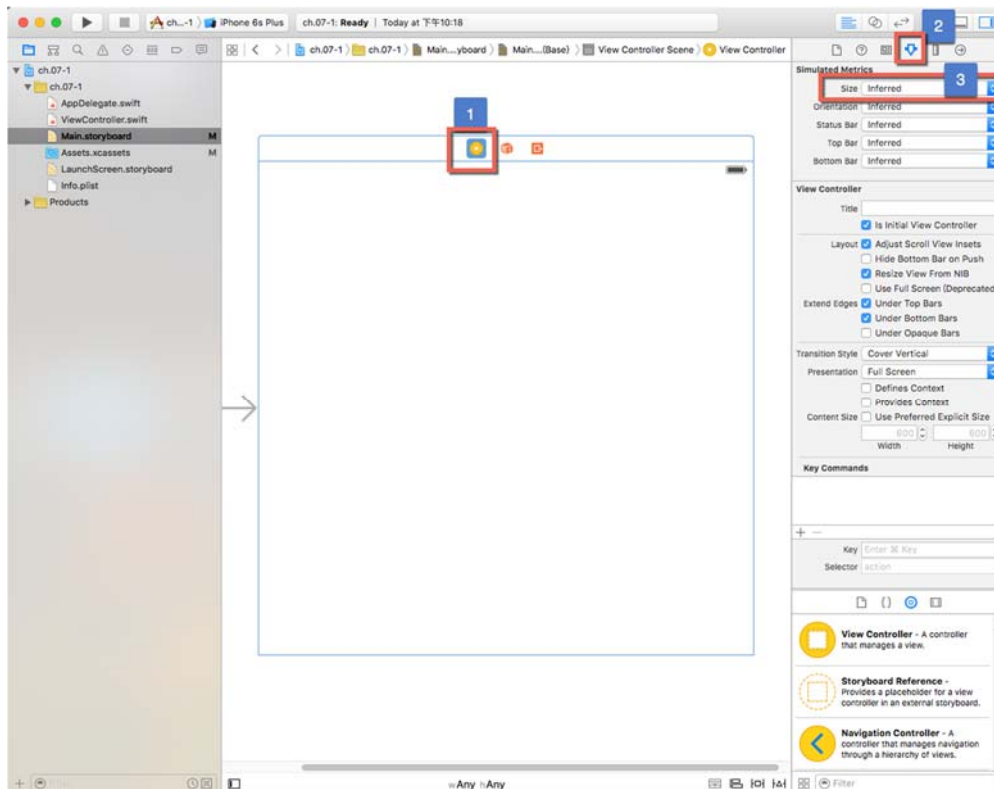 ch...-1
iPhone 6s Plus
ch.07-1: Ready | Today at 下午10:18
2
ch.07-1
ch.07-1
Main....yboard
Main....(Base)
View Controller Scene
View Controller
ch.07-1
ch.07-1
AppDelegate.swift
ViewController.swift
Main.storyboard M
Assets.xcassets M
LaunchScreen.storyboard
Info.plist
Products
1
Simulated Metrics
3
Size Inferred
Orientation Inferred
Status Bar Inferred
Top Bar Inferred
Bottom Bar Inferred
View Controller
Title
Is Initial View Controller
Layout Adjust Scroll View Insets
Hide Bottom Bar on Push
Resize View From NIB
Use Full Screen (Deprecated
Extend Edges Under Top Bars
Under Bottom Bars
Under Opaque Bars
Transition Style Cover Vertical
Presentation Full Screen
Defines Context
Provides Context
Content Size Use Preferred Explicit Size
600 600
Width Height
Key Commands
Key Enter ⌘ Key
Selector action
View Controller - A controller
that manages a view.
Storyboard Reference -
Provides a placeholder for a view
controller in an external storyboard.
Navigation Controller - A
controller that manages navigation
through a hierarchy of views.
wAny hAny
Filter